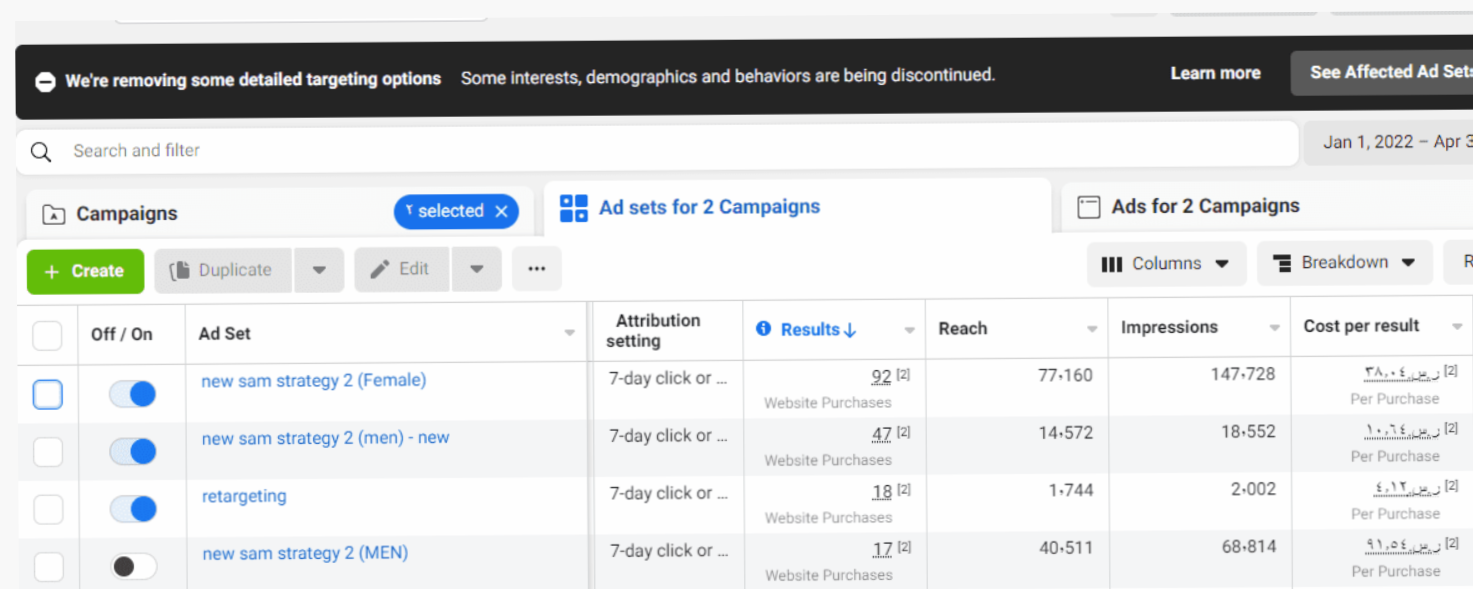 We're removing some detailed targeting options Some interests, demographics and behaviors are being discontinued. Learn more See Affected Ad Sets
Search and filter Jan 1, 2022 – Apr 3
Campaigns ٢ selected Ad sets for 2 Campaigns Ads for 2 Campaigns
+ Create Duplicate Edit ... Columns Breakdown R
Off / On Ad Set Attribution setting Results↓ Reach Impressions Cost per result
new sam strategy 2 (Female) 7-day click or ... 92 [2] 77,160 147,728 ر.س.‏ ٣٨,٠٤ [2]
Website Purchases Per Purchase
new sam strategy 2 (men) - new 7-day click or ... 47 [2] 14,572 18,552 ر.س.‏ ١٠,٦٤ [2]
Website Purchases Per Purchase
retargeting 7-day click or ... 18 [2] 1,744 2,002 ر.س.‏ ٤,١٢ [2]
Website Purchases Per Purchase
new sam strategy 2 (MEN) 7-day click or ... 17 [2] 40,511 68,814 ر.س.‏ ٩١,٥٤ [2]
Website Purchases Per Purchase